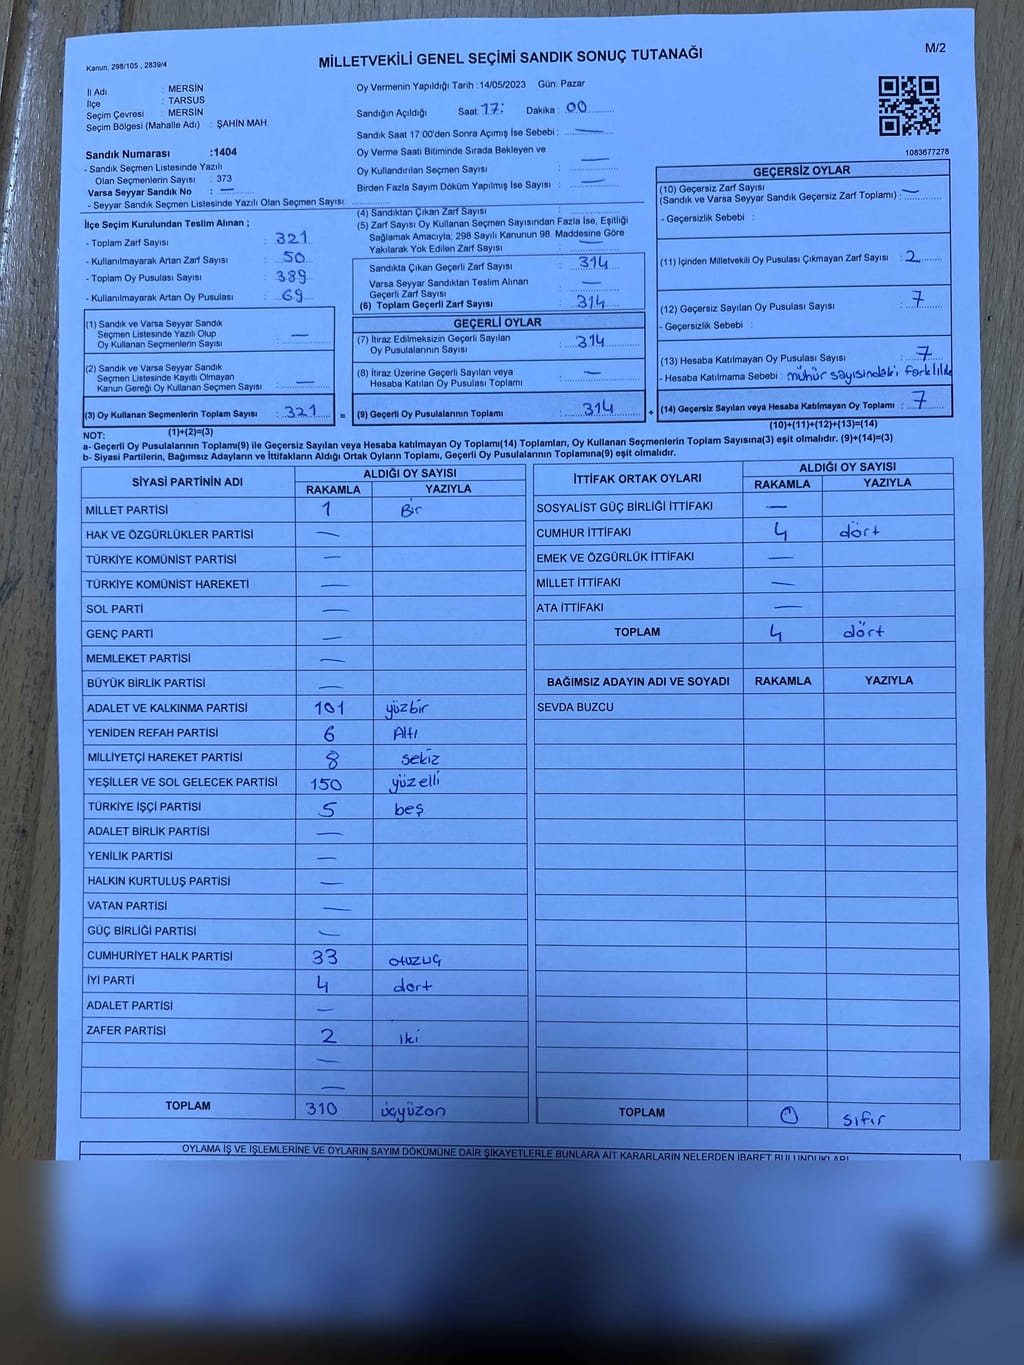 Kanun: 298/105 , 2839/4
MİLLETVEKİLİ GENEL SEÇİMİ SANDIK SONUÇ TUTANAĞI
M/2
İl Adı : MERSİN
İlçe : TARSUS
Seçim Çevresi : MERSİN
Seçim Bölgesi (Mahalle Adı) : ŞAHİN MAH.
Sandık Numarası :1404
- Sandık Seçmen Listesinde Yazılı
Olan Seçmenlerin Sayısı : 373
Varsa Seyyar Sandık No : —
- Seyyar Sandık Seçmen Listesinde Yazılı Olan Seçmen Sayısı:
Oy Vermenin Yapıldığı Tarih :14/05/2023 Gün: Pazar
Sandığın Açıldığı Saat: 17: Dakika : 00
Sandık Saat 17:00'den Sonra Açımış İse Sebebi : —
Oy Verme Saati Bitiminde Sırada Bekleyen ve
Oy Kullandırılan Seçmen Sayısı : —
Birden Fazla Sayım Döküm Yapılmış İse Sayısı : —
1083677278
İlçe Seçim Kurulundan Teslim Alınan ;
- Toplam Zarf Sayısı : 321
- Kullanılmayarak Artan Zarf Sayısı : 50
- Toplam Oy Pusulası Sayısı : 389
- Kullanılmayarak Artan Oy Pusulası : 69
(1) Sandık ve Varsa Seyyar Sandık
Seçmen Listesinde Yazılı Olup
Oy Kullanan Seçmenlerin Sayısı : —
(2) Sandık ve Varsa Seyyar Sandık
Seçmen Listesinde Kayıtlı Olmayan
Kanun Gereği Oy Kullanan Seçmen Sayısı : —
(3) Oy Kullanan Seçmenlerin Toplam Sayısı : 321 =
(1)+(2)=(3)
(4) Sandıktan Çıkan Zarf Sayısı :
(5) Zarf Sayısı Oy Kullanan Seçmen Sayısından Fazla İse, Eşitliği
Sağlamak Amacıyla; 298 Sayılı Kanunun 98. Maddesine Göre
Yakılarak Yok Edilen Zarf Sayısı : —
Sandıkta Çıkan Geçerli Zarf Sayısı : 314
Varsa Seyyar Sandıktan Teslim Alınan
Geçerli Zarf Sayısı : —
(6) Toplam Geçerli Zarf Sayısı : 314
GEÇERLİ OYLAR
(7) İtiraz Edilmeksizin Geçerli Sayılan
Oy Pusulalarının Sayısı : 314
(8) İtiraz Üzerine Geçerli Sayılan veya
Hesaba Katılan Oy Pusulası Toplamı : —
(9) Geçerli Oy Pusulalarının Toplamı : 314 +
GEÇERSİZ OYLAR
(10) Geçersiz Zarf Sayısı
(Sandık ve Varsa Seyyar Sandık Geçersiz Zarf Toplamı) : —
- Geçersizlik Sebebi :
(11) İçinden Milletvekili Oy Pusulası Çıkmayan Zarf Sayısı : 2
(12) Geçersiz Sayılan Oy Pusulası Sayısı : 7
- Geçersizlik Sebebi :
(13) Hesaba Katılmayan Oy Pusulası Sayısı : 7
- Hesaba Katılmama Sebebi : mühür sayısındaki
(14) Geçersiz Sayılan veya Hesaba Katılmayan Oy Toplamı : 7
(10)+(11)+(12)+(13)=(14)
NOT:
a- Geçerli Oy Pusulalarının Toplamı(9) ile Geçersiz Sayılan veya Hesaba katılmayan Oy Toplamı(14) Toplamları, Oy Kullanan Seçmenlerin Toplam Sayısına(3) eşit olmalıdır. (9)+(14)=(3)
b- Siyasi Partilerin, Bağımsız Adayların ve İttifakların Aldığı Ortak Oyların Toplamı, Geçerli Oy Pusulalarının Toplamına(9) eşit olmalıdır.
SİYASİ PARTİNİN ADI ALDIĞI OY SAYISI
RAKAMLA YAZIYLA
MİLLET PARTİSİ 1 Bir
HAK VE ÖZGÜRLÜKLER PARTİSİ —
TÜRKİYE KOMÜNİST PARTİSİ —
TÜRKİYE KOMÜNİST HAREKETİ —
SOL PARTİ —
GENÇ PARTİ —
MEMLEKET PARTİSİ —
BÜYÜK BİRLİK PARTİSİ —
ADALET VE KALKINMA PARTİSİ 101 yüzbir
YENİDEN REFAH PARTİSİ 6 Altı
MİLLİYETÇİ HAREKET PARTİSİ 8 sekiz
YEŞİLLER VE SOL GELECEK PARTİSİ 150 yüzelli
TÜRKİYE İŞÇİ PARTİSİ 5 beş
ADALET BİRLİK PARTİSİ —
YENİLİK PARTİSİ —
HALKIN KURTULUŞ PARTİSİ —
VATAN PARTİSİ —
GÜÇ BİRLİĞİ PARTİSİ —
CUMHURİYET HALK PARTİSİ 33 otuzuç
İYİ PARTİ 4 dort
ADALET PARTİSİ —
ZAFER PARTİSİ 2 iki
—
—
TOPLAM 310 üçyüzon
İTTİFAK ORTAK OYLARI ALDIĞI OY SAYISI
RAKAMLA YAZIYLA
SOSYALİST GÜÇ BİRLİĞİ İTTİFAKI —
CUMHUR İTTİFAKI 4 dört
EMEK VE ÖZGÜRLÜK İTTİFAKI —
MİLLET İTTİFAKI —
ATA İTTİFAKI —
TOPLAM 4 dört
BAĞIMSIZ ADAYIN ADI VE SOYADI RAKAMLA YAZIYLA
SEVDA BUZCU
TOPLAM 0 sıfır
OYLAMA İŞ VE İŞLEMLERİNE VE OYLARIN SAYIM DÖKÜMÜNE DAİR ŞİKAYETLERLE BUNLARA AİT KARARLARIN NELERDEN İBARET BULUNDUKLARI